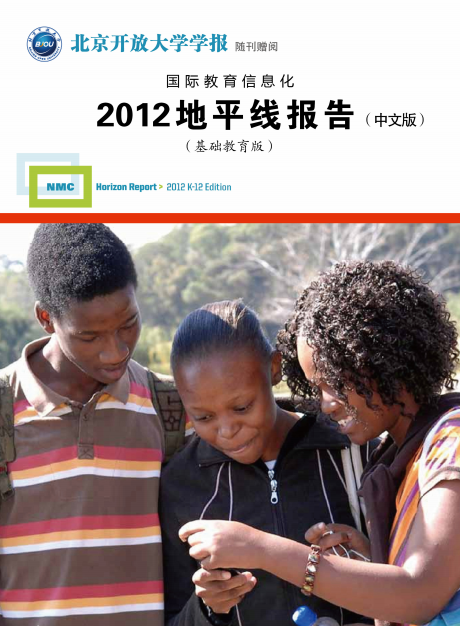 北京开放大学学报 随刊赠阅
国际教育信息化
2012地平线报告（中文版）
（基础教育版）
NMC Horizon Report > 2012 K-12 Edition